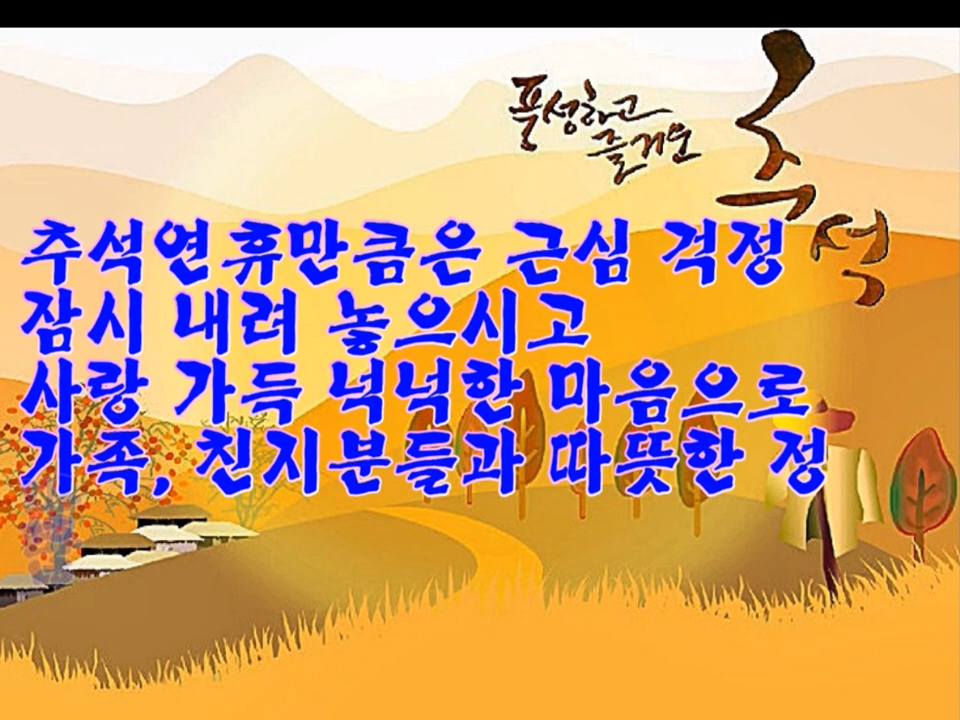 풍성하고
즐거운
추석
추석연휴만큼은 근심 걱정
잠시 내려 놓으시고
사랑 가득 넉넉한 마음으로
가족, 친지분들과 따뜻한 정